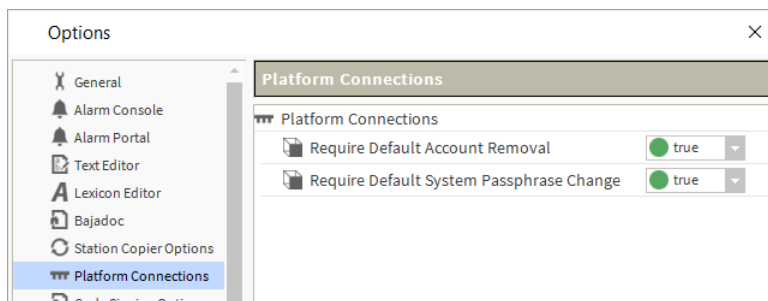 Options
General
Alarm Console
Alarm Portal
Text Editor
Lexicon Editor
Bajadoc
Station Copier Options
Platform Connections
Platform Connections
Platform Connections
Require Default Account Removal true
Require Default System Passphrase Change true